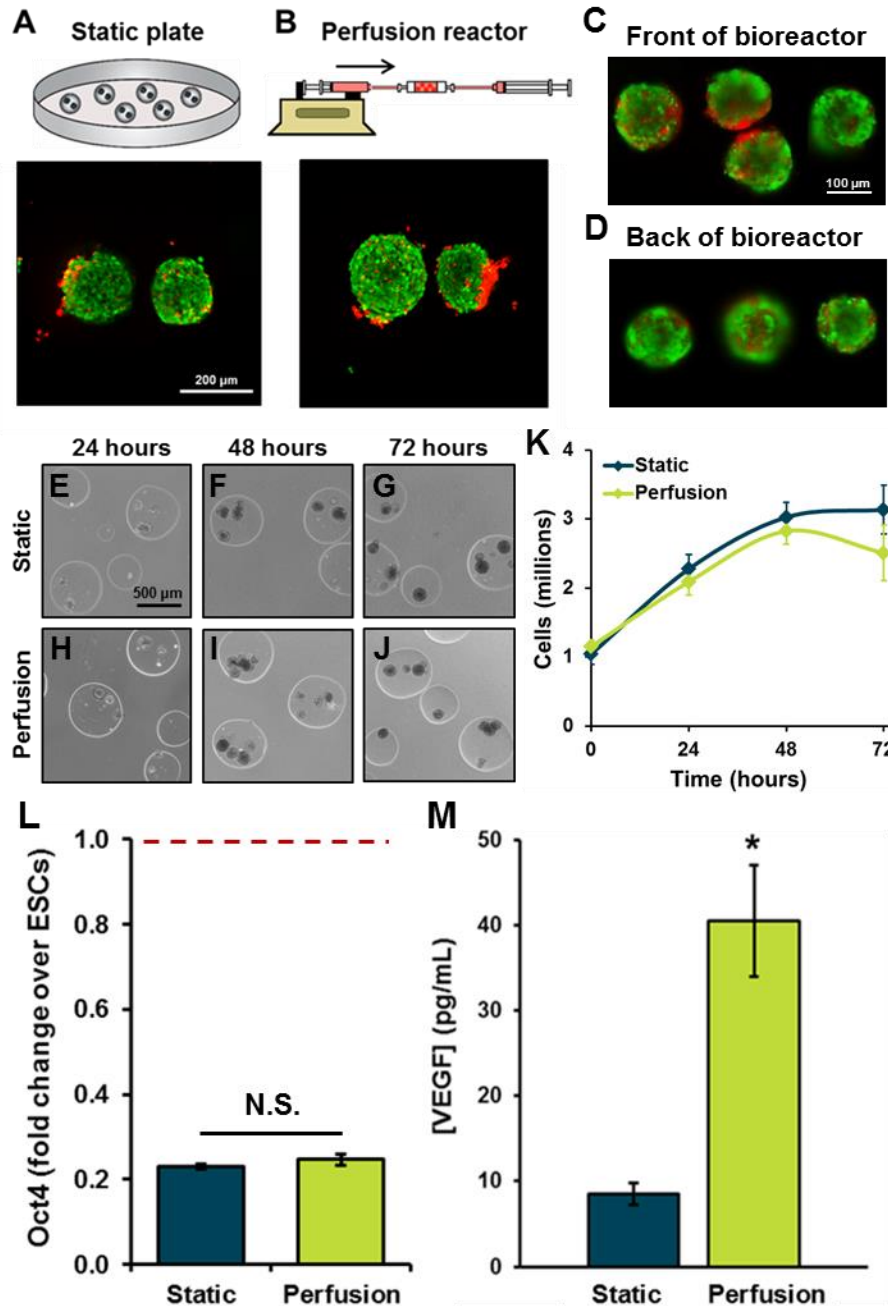 A Static plate
B Perfusion reactor
200 µm
C Front of bioreactor
100 µm
D Back of bioreactor
24 hours 48 hours 72 hours
Static
E F G
500 µm
Perfusion
H I J
K
Static
Perfusion
Cells (millions)
4
3
2
1
0
0 24 48 72
Time (hours)
L
Oct4 (fold change over ESCs)
1.0
0.8
0.6
0.4
0.2
0.0
N.S.
Static Perfusion
M
[VEGF] (pg/mL)
50
40
30
20
10
0
*
Static Perfusion